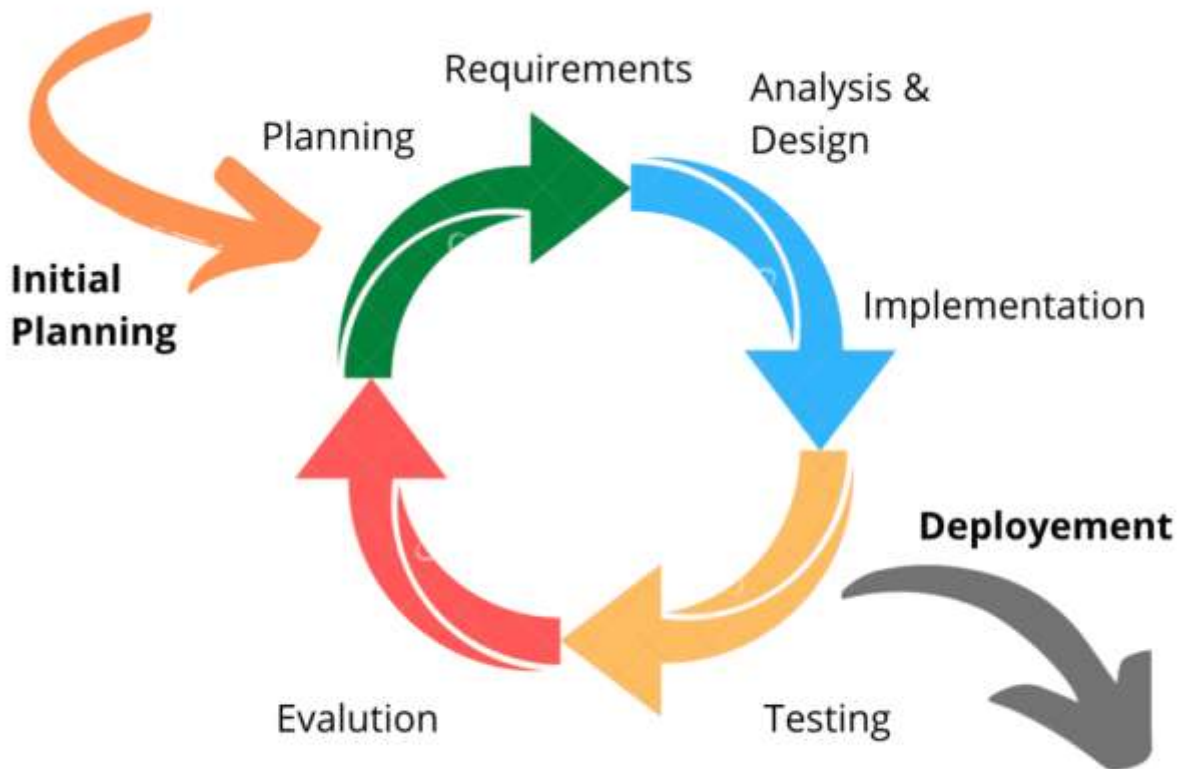 Requirements
Analysis &
Design
Planning
Initial
Planning
Implementation
Deployement
Evalution
Testing